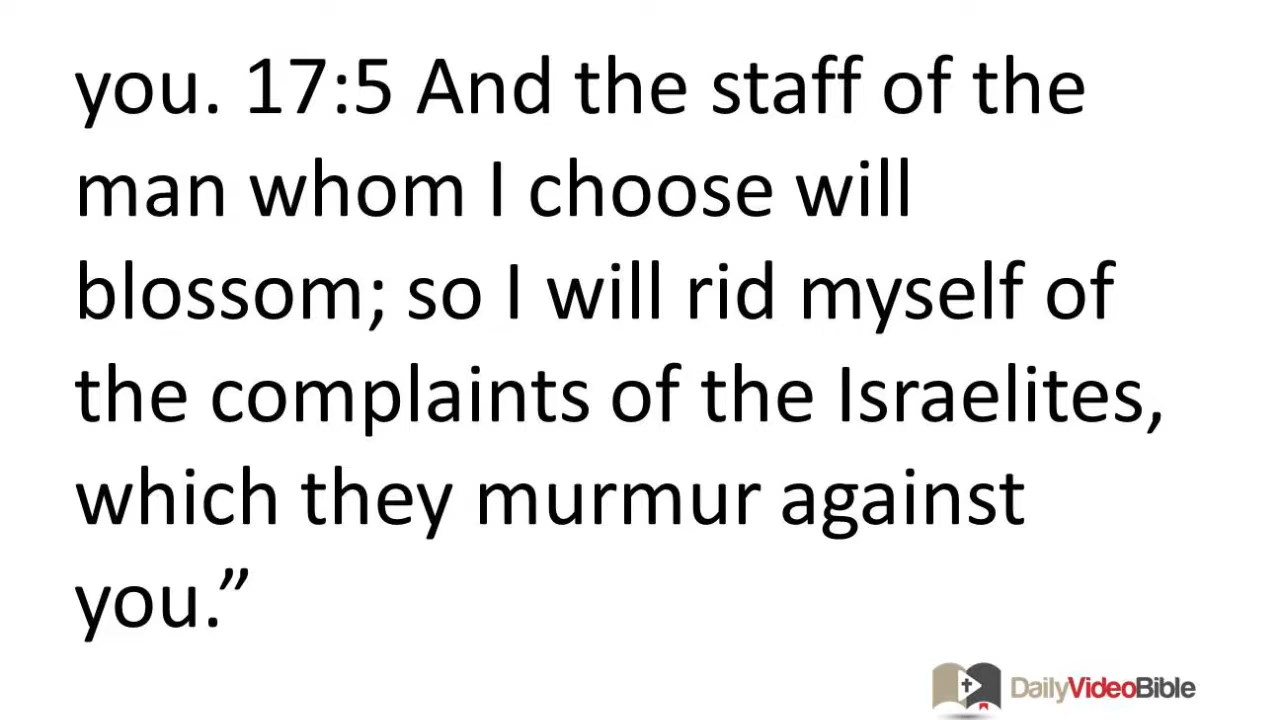 you. 17:5 And the staff of the
man whom I choose will
blossom; so I will rid myself of
the complaints of the Israelites,
which they murmur against
you.”
DailyVideoBible